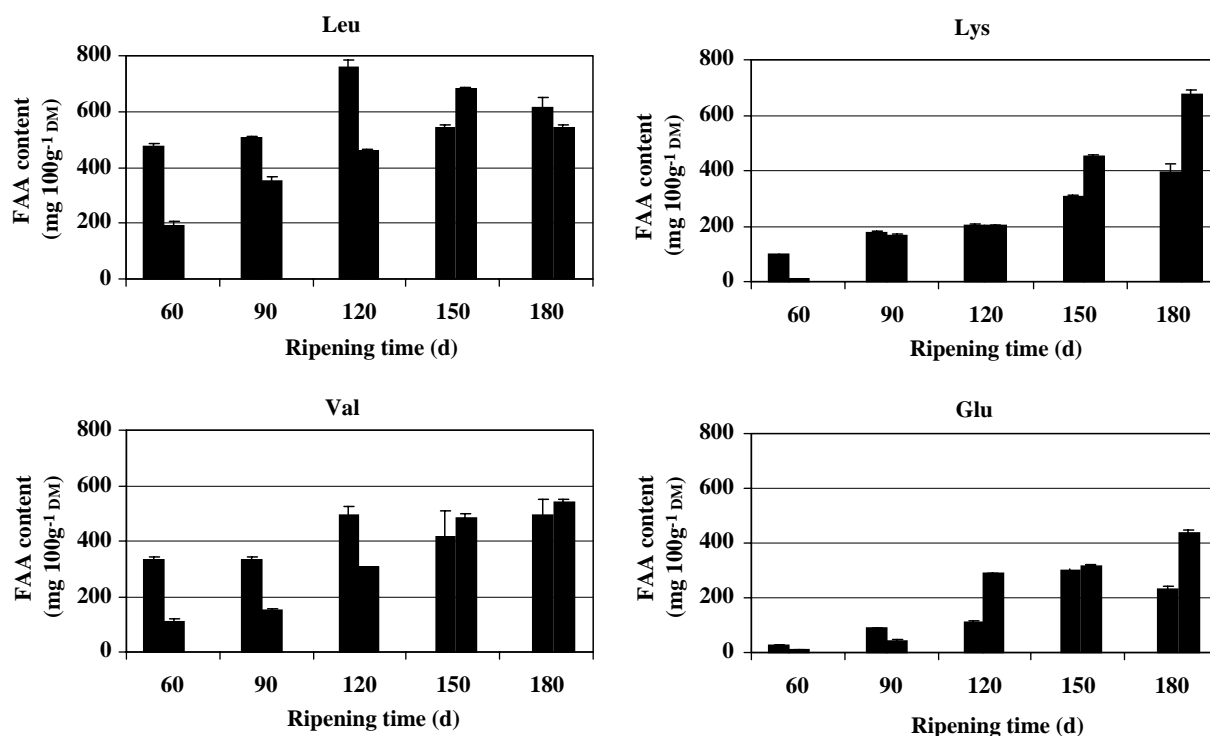 Leu
FAA content
(mg 100g-1 DM)
800
600
400
200
0
60 90 120 150 180
Ripening time (d)
Lys
FAA content
(mg 100g-1 DM)
800
600
400
200
0
60 90 120 150 180
Ripening time (d)
Val
FAA content
(mg 100g-1 DM)
800
600
400
200
0
60 90 120 150 180
Ripening time (d)
Glu
FAA content
(mg 100g-1 DM)
800
600
400
200
0
60 90 120 150 180
Ripening time (d)